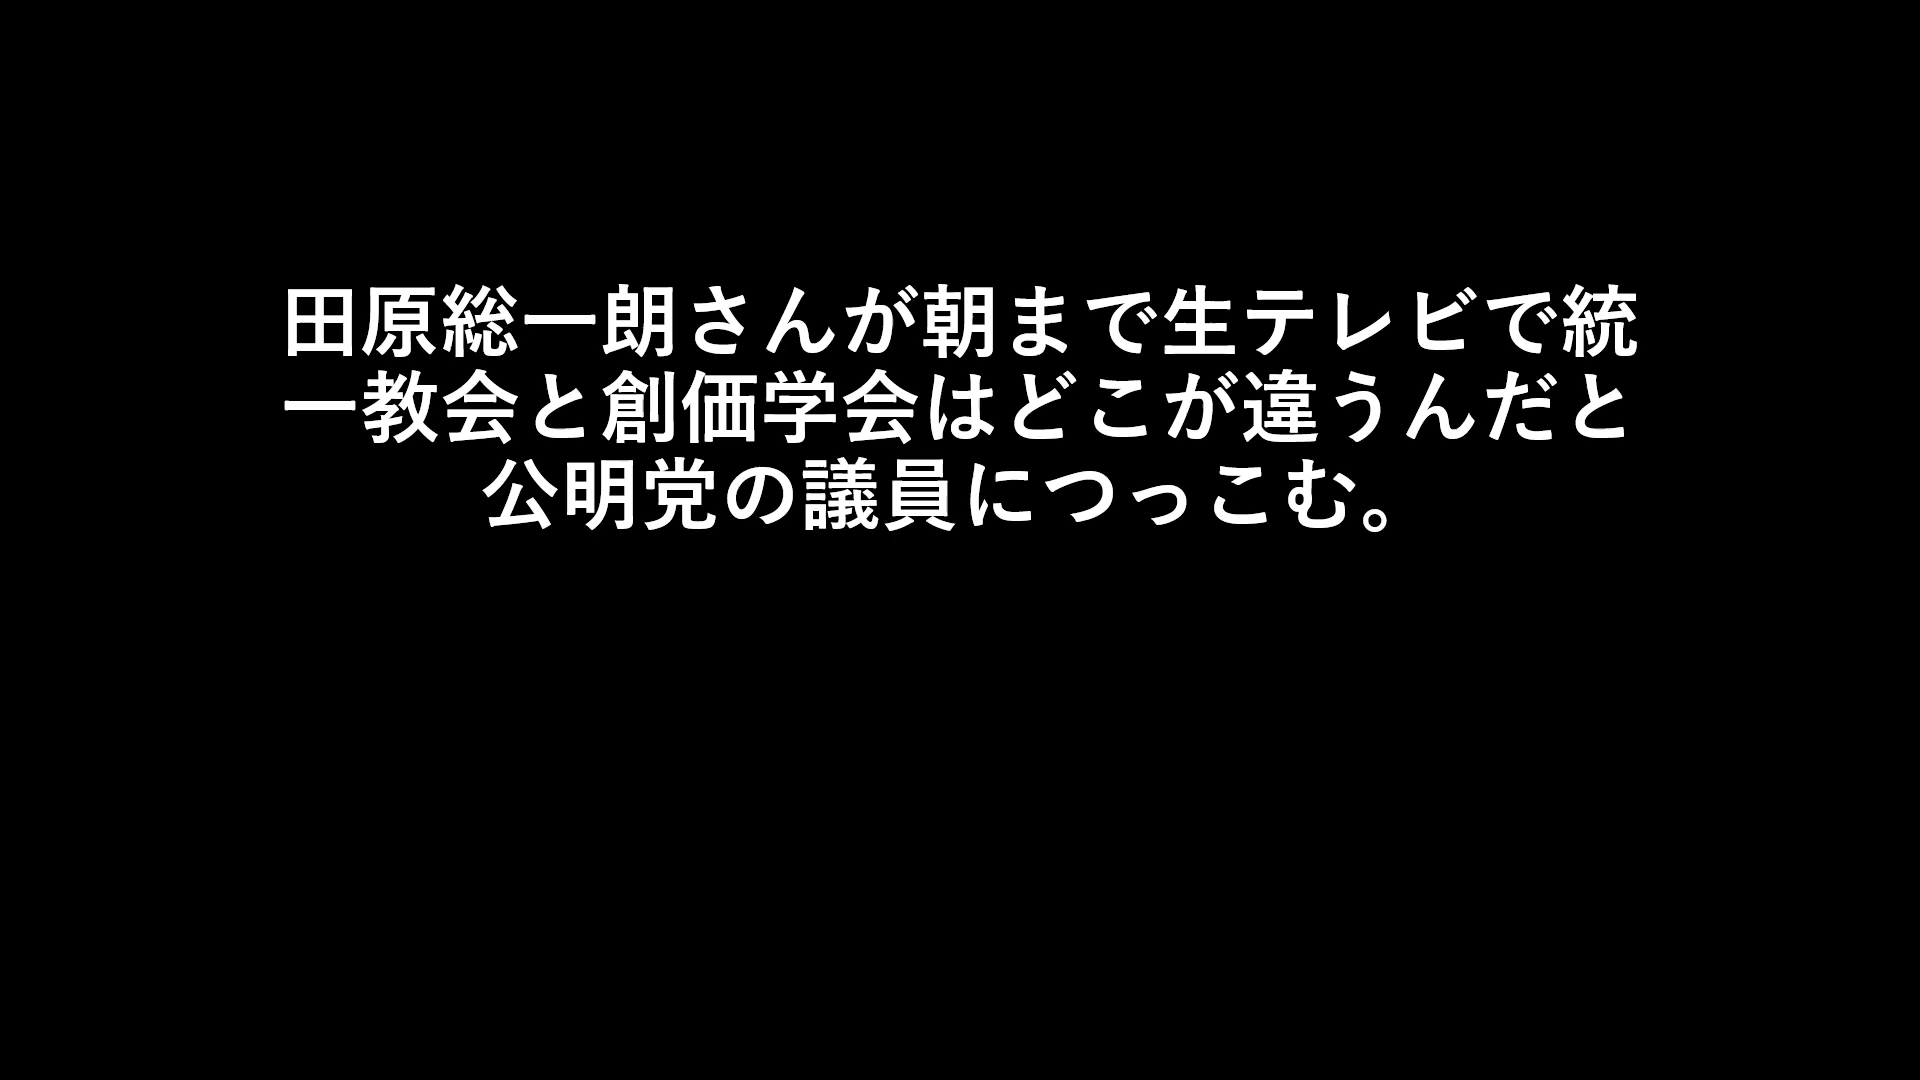 田原総一朗さんが朝まで生テレビで統
一教会と創価学会はどこが違うんだと
公明党の議員につっこむ。